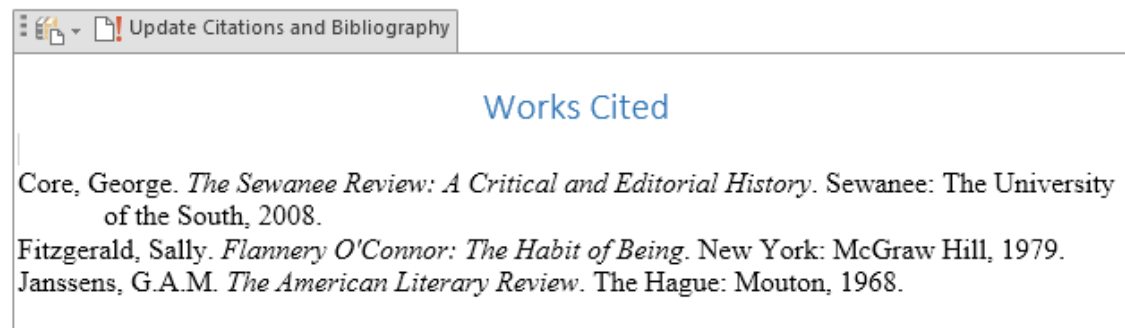 Update Citations and Bibliography
Works Cited
Core, George. The Sewanee Review: A Critical and Editorial History. Sewanee: The University
of the South, 2008.
Fitzgerald, Sally. Flannery O'Connor: The Habit of Being. New York: McGraw Hill, 1979.
Janssens, G.A.M. The American Literary Review. The Hague: Mouton, 1968.